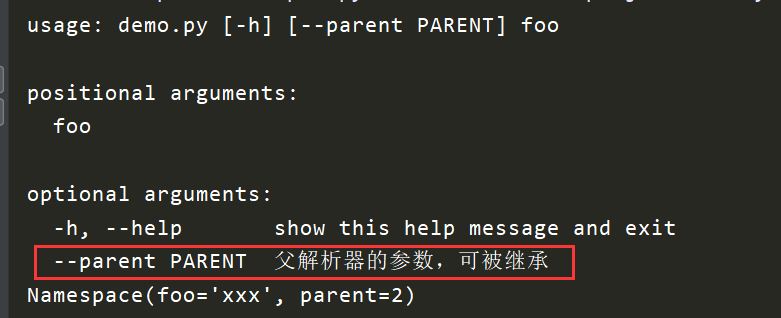 usage: demo.py [-h] [--parent PARENT] foo
positional arguments:
foo
optional arguments:
-h, --help show this help message and exit
--parent PARENT 父解析器的参数，可被继承
Namespace(foo='xxx', parent=2)